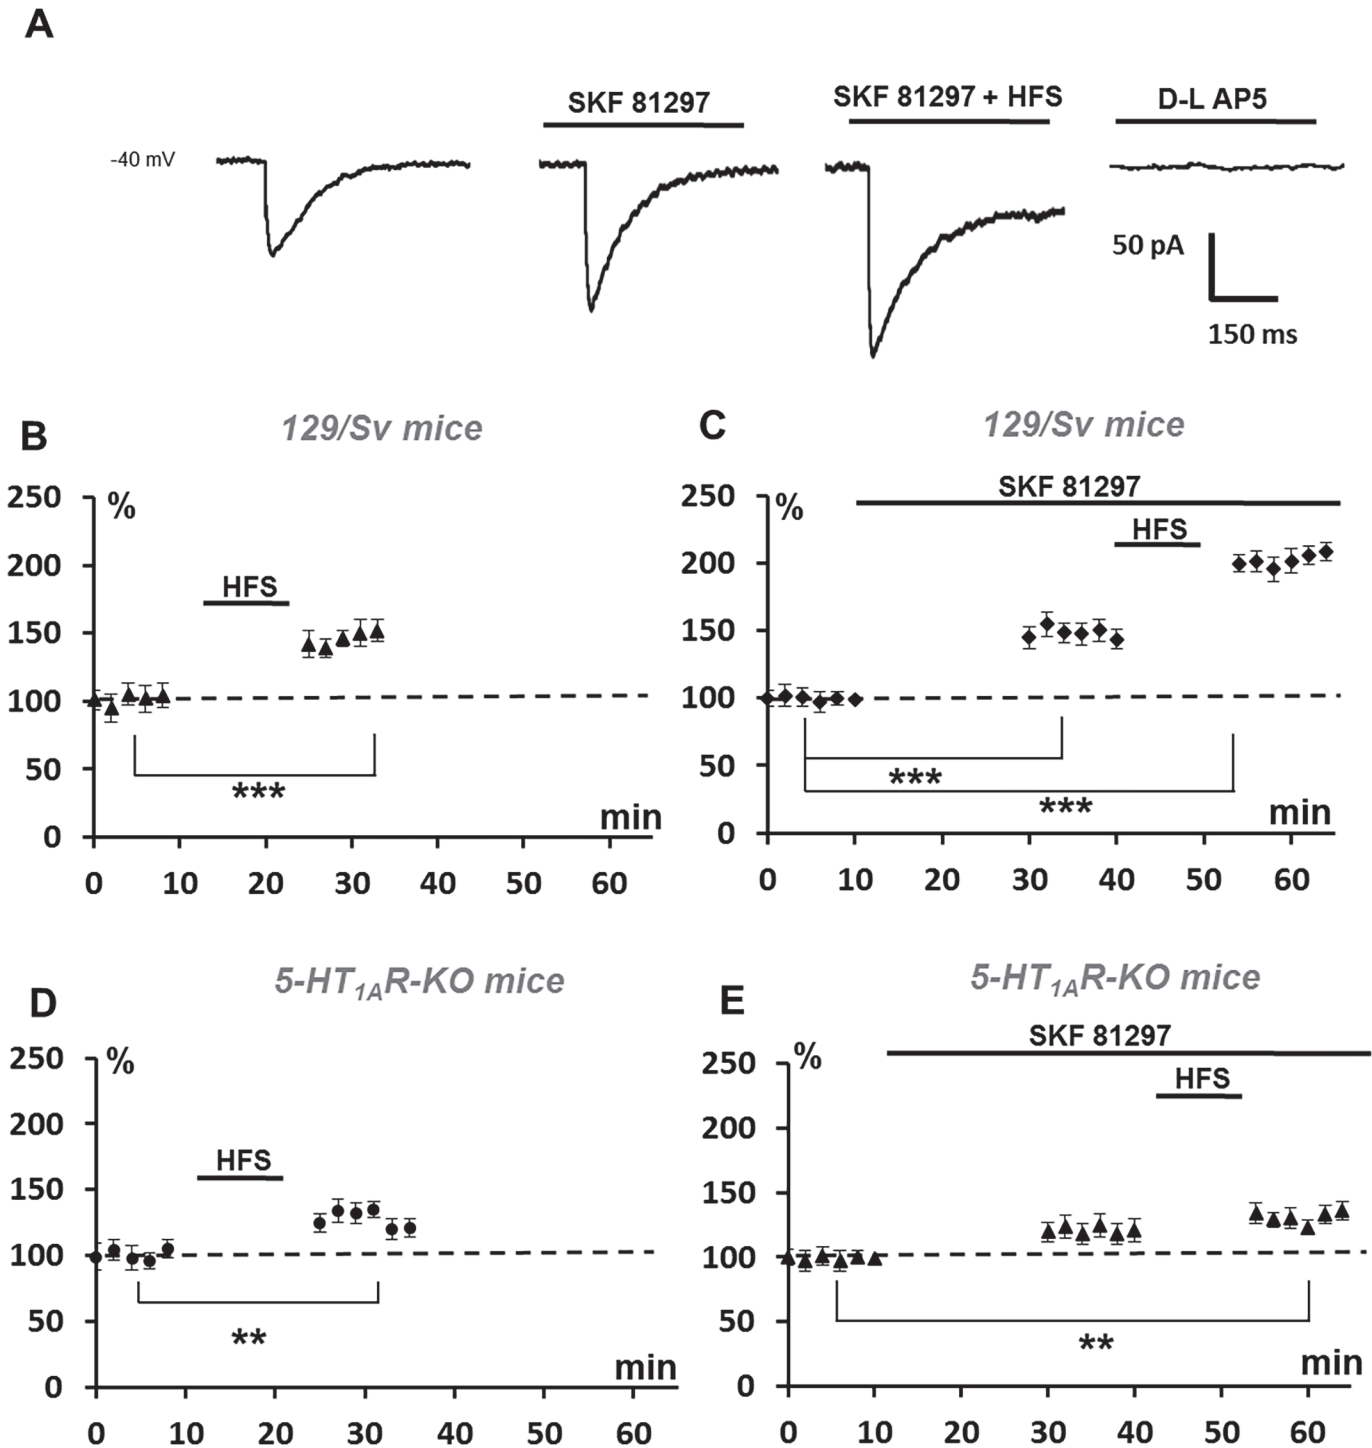 A
SKF 81297
SKF 81297 + HFS
D-L AP5
-40 mV
50 pA
150 ms
B
129/Sv mice
C
129/Sv mice
250
%
200
HFS
150
100
50
***
min
0
0 10 20 30 40 50 60
250
%
SKF 81297
HFS
200
150
100
50
***
***
min
0
0 10 20 30 40 50 60
D
5-HT1AR-KO mice
E
5-HT1AR-KO mice
250
%
200
HFS
150
100
50
**
min
0
0 10 20 30 40 50 60
SKF 81297
250
%
HFS
200
150
100
50
**
min
0
0 10 20 30 40 50 60